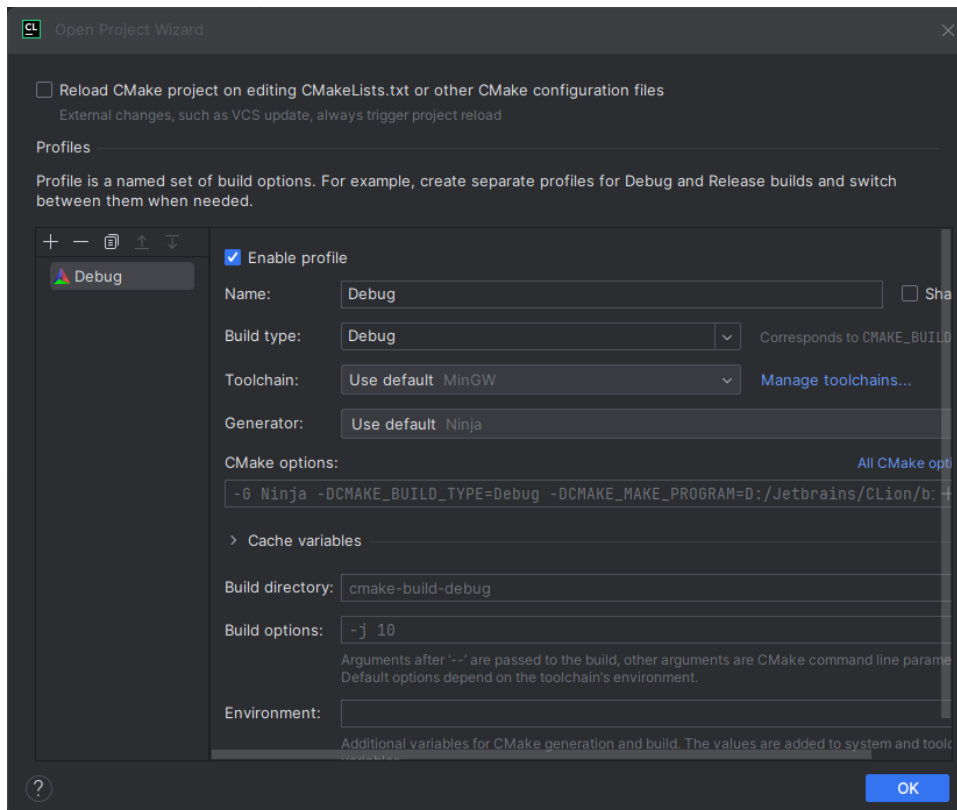 CL Open Project Wizard
Reload CMake project on editing CMakeLists.txt or other CMake configuration files
External changes, such as VCS update, always trigger project reload
Profiles
Profile is a named set of build options. For example, create separate profiles for Debug and Release builds and switch
between them when needed.
Debug
Enable profile
Name: Debug Sha
Build type: Debug Corresponds to CMAKE_BUILD
Toolchain: Use default MinGW Manage toolchains...
Generator: Use default Ninja
CMake options: All CMake opti
-G Ninja -DCMAKE_BUILD_TYPE=Debug -DCMAKE_MAKE_PROGRAM=D:/Jetbrains/CLion/b
Cache variables
Build directory: cmake-build-debug
Build options: -j 10
Arguments after '--' are passed to the build, other arguments are CMake command line parame
Default options depend on the toolchain's environment.
Environment:
Additional variables for CMake generation and build. The values are added to system and toolc
variables.
? OK